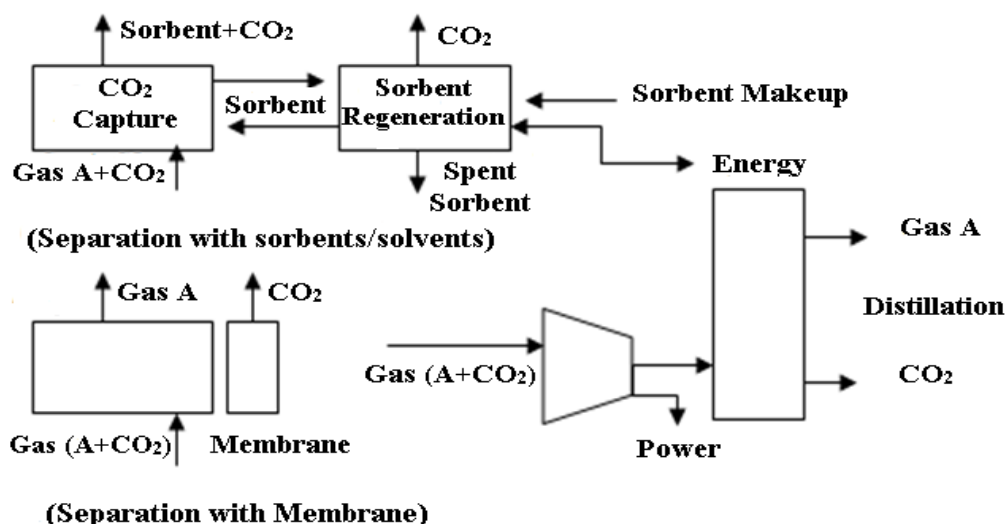 Sorbent+CO₂
CO₂
CO₂
Capture
Sorbent
Sorbent
Regeneration
Sorbent Makeup
Gas A+CO₂
Spent
Sorbent
Energy
(Separation with sorbents/solvents)
Gas A
Distillation
CO₂
Gas A
CO₂
Gas (A+CO₂)
Power
Gas (A+CO₂)
Membrane
(Separation with Membrane)